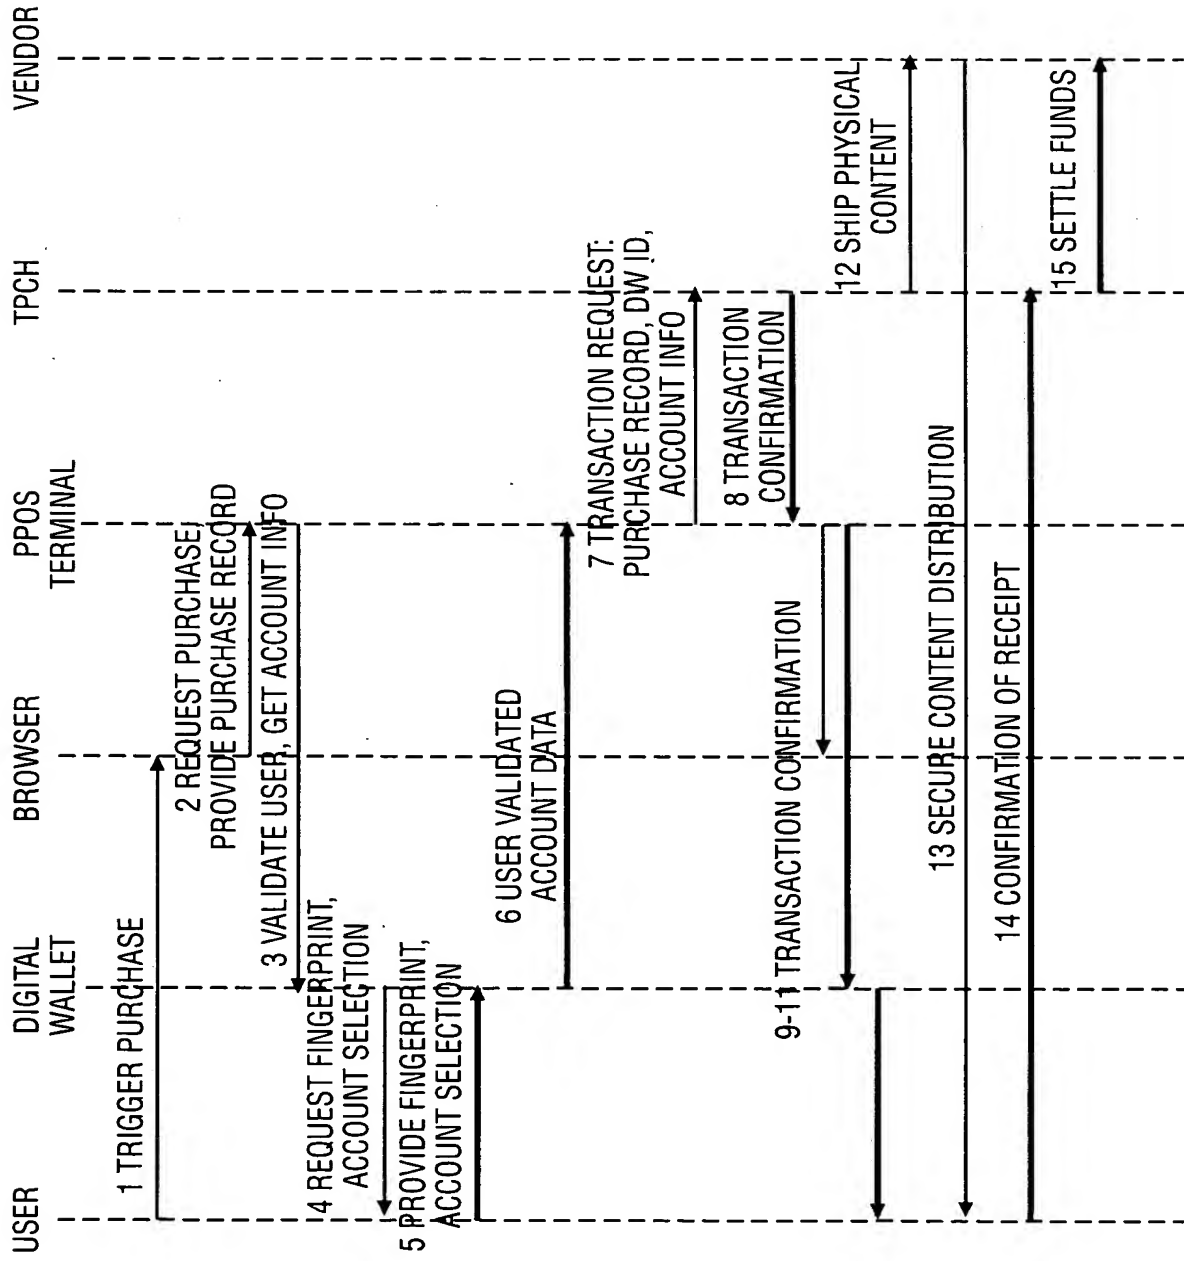 USER
DIGITAL
WALLET
BROWSER
PPOS
TERMINAL
TPCH
VENDOR
1 TRIGGER PURCHASE
2 REQUEST PURCHASE,
PROVIDE PURCHASE RECORD
3 VALIDATE USER, GET ACCOUNT INFO
4 REQUEST FINGERPRINT,
ACCOUNT SELECTION
5 PROVIDE FINGERPRINT,
ACCOUNT SELECTION
6 USER VALIDATED
ACCOUNT DATA
7 TRANSACTION REQUEST:
PURCHASE RECORD, DW ID,
ACCOUNT INFO
8 TRANSACTION
CONFIRMATION
9-11 TRANSACTION CONFIRMATION
12 SHIP PHYSICAL
CONTENT
13 SECURE CONTENT DISTRIBUTION
14 CONFIRMATION OF RECEIPT
15 SETTLE FUNDS